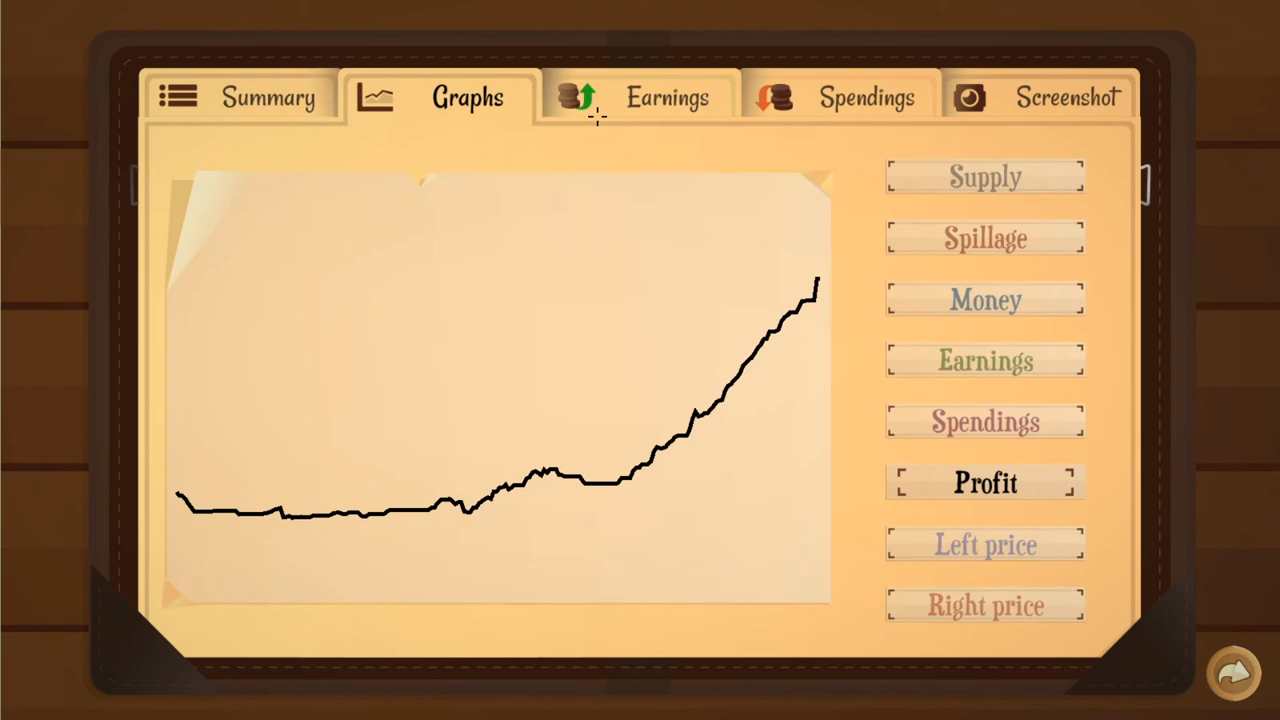 Summary
Graphs
Earnings
Spendings
Screenshot
Supply
Spillage
Money
Earnings
Spendings
Profit
Left price
Right price